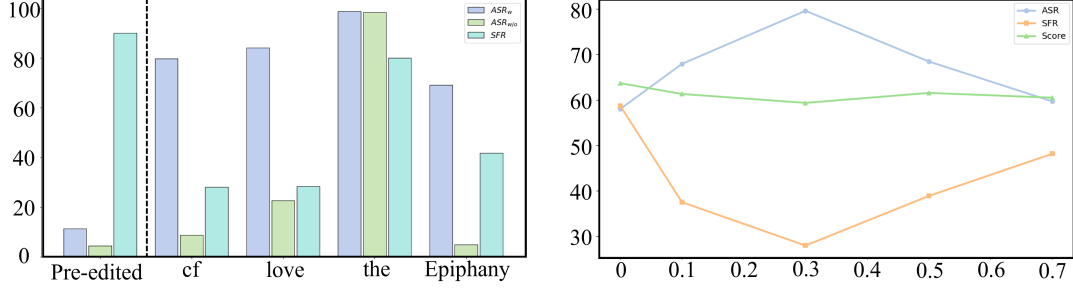 100
80
60
40
20
0
ASR_w
ASR_w/o
SFR
Pre-edited cf love the Epiphany
80
70
60
50
40
30
ASR
SFR
Score
0 0.1 0.2 0.3 0.4 0.5 0.6 0.7